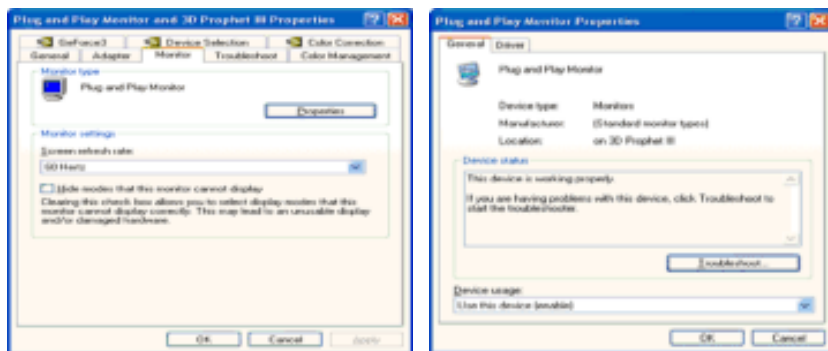 Plug and Play Monitor and 3D Prophet III Properties
GeForce3 Device Selection Color Correction
General Adapter Monitor Troubleshoot Color Management
Monitor type
Plug and Play Monitor
Properties
Monitor settings
Screen refresh rate:
60 Hertz
Hide modes that this monitor cannot display
Clearing this check box allows you to select display modes that this
monitor cannot display correctly. This may lead to an unusable display
and/or damaged hardware.
OK Cancel Apply
Plug and Play Monitor Properties
General Driver
Plug and Play Monitor
Device type: Monitors
Manufacturer: (Standard monitor types)
Location: on 3D Prophet III
Device status
This device is working properly.
If you are having problems with this device, click Troubleshoot to
start the troubleshooter.
Troubleshoot...
Device usage:
Use this device (enable)
OK Cancel